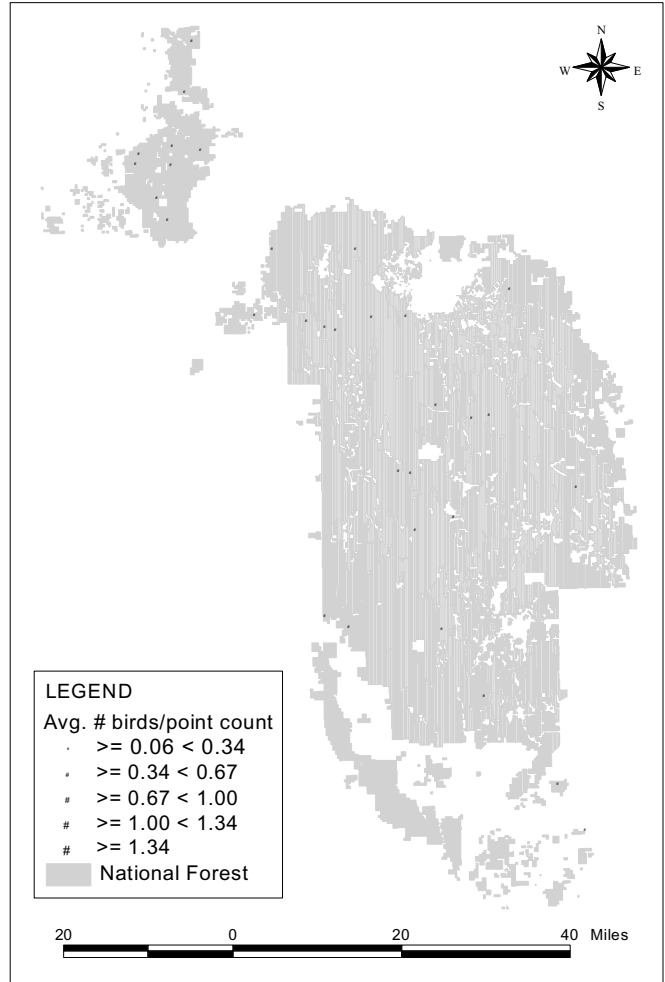 N
W E
S
LEGEND
Avg. # birds/point count
>= 0.06 < 0.34
# >= 0.34 < 0.67
# >= 0.67 < 1.00
# >= 1.00 < 1.34
# >= 1.34
National Forest
20 0 20 40 Miles